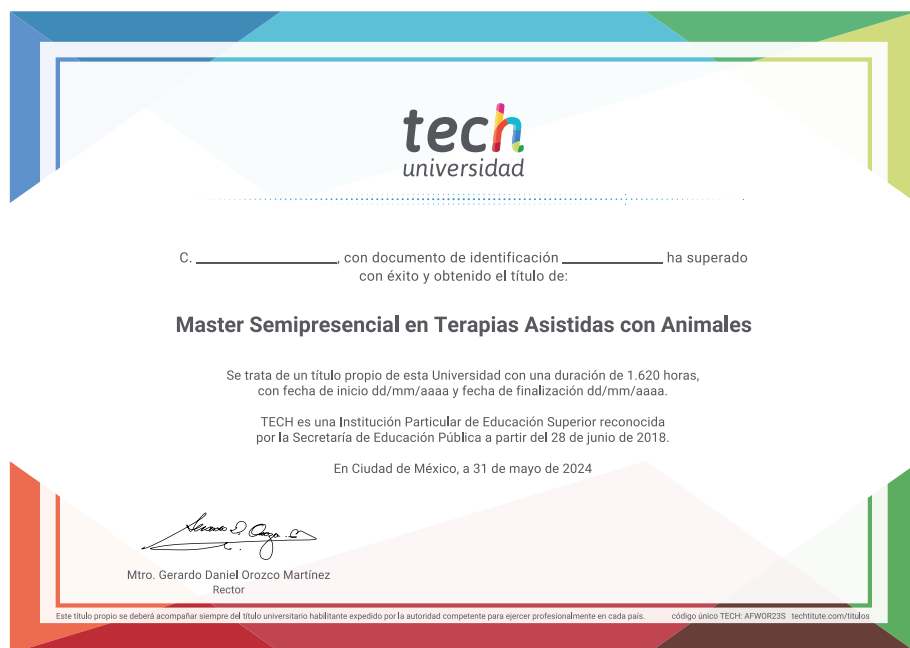 tech
universidad
C. _________________, con documento de identificación ____________ ha superado
con éxito y obtenido el título de:
Master Semipresencial en Terapias Asistidas con Animales
Se trata de un título propio de esta Universidad con una duración de 1.620 horas,
con fecha de inicio dd/mm/aaaa y fecha de finalización dd/mm/aaaa.
TECH es una Institución Particular de Educación Superior reconocida
por la Secretaría de Educación Pública a partir del 28 de junio de 2018.
En Ciudad de México, a 31 de mayo de 2024
Mtro. Gerardo Daniel Orozco Martínez
Rector
Este título propio se deberá acompañar siempre del título universitario habilitante expedido por la autoridad competente para ejercer profesionalmente en cada país. código único TECH: AFWOR23S techtitute.com/titulos